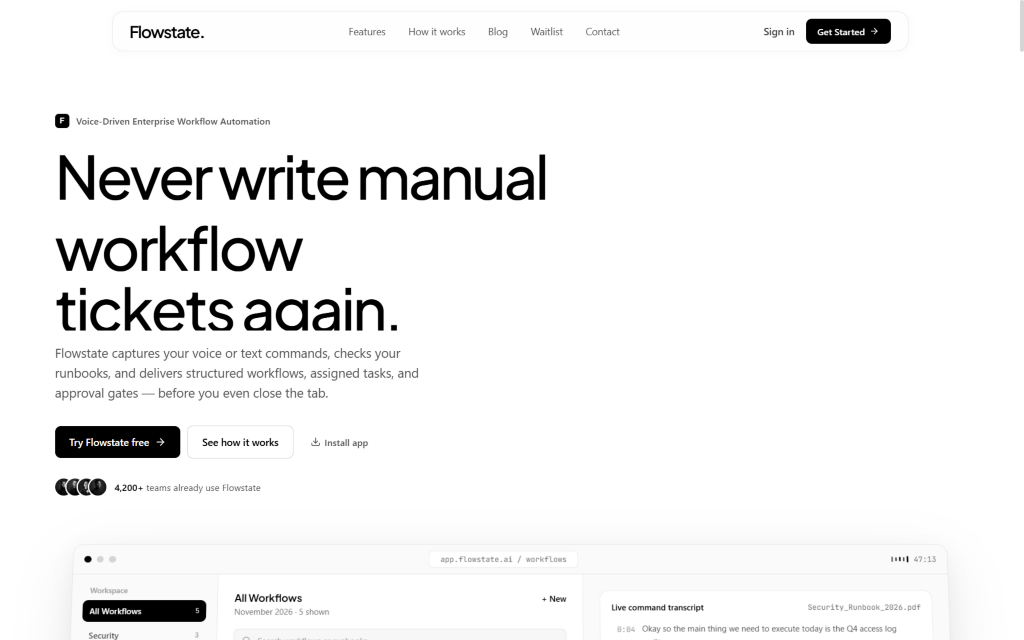 Flowstate.
Features
How it works
Blog
Waitlist
Contact
Sign in
Get Started
F
Voice-Driven Enterprise Workflow Automation
Never write manual
workflow
tickets again.
Flowstate captures your voice or text commands, checks your
runbooks, and delivers structured workflows, assigned tasks, and
approval gates — before you even close the tab.
Try Flowstate free
See how it works
Install app
4,200+ teams already use Flowstate
app.flowstate.ai / workflows
47:13
Workspace
All Workflows 5
Security 3
All Workflows
November 2026 · 5 shown
+ New
Live command transcript
Security_Runbook_2026.pdf
0:04 Okay so the main thing we need to execute today is the Q4 access log